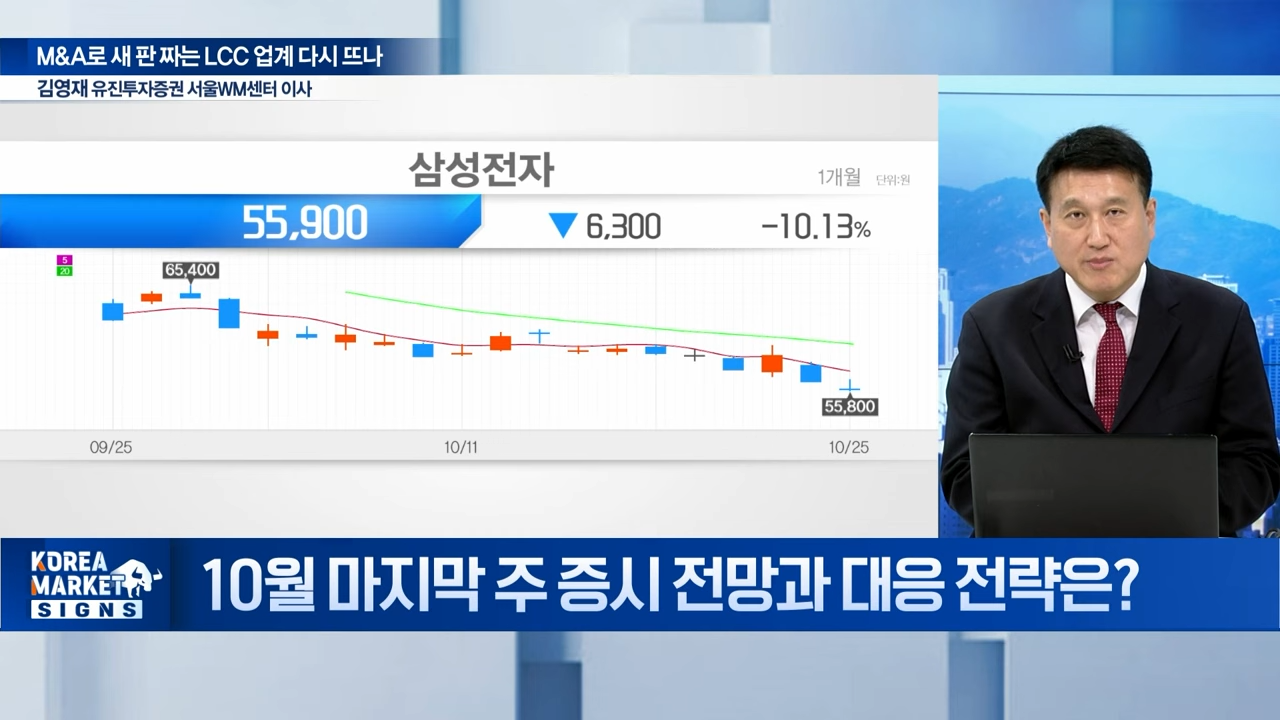 M&A로 새 판 짜는 LCC 업계 다시 뜨나
김영재 유진투자증권 서울WM센터 이사
삼성전자
1개월 단위:원
55,900 ▼ 6,300 -10.13%
5
20
65,400
55,800
09/25 10/11 10/25
KOREA
MARKET
SIGNS
10월 마지막 주 증시 전망과 대응 전략은?